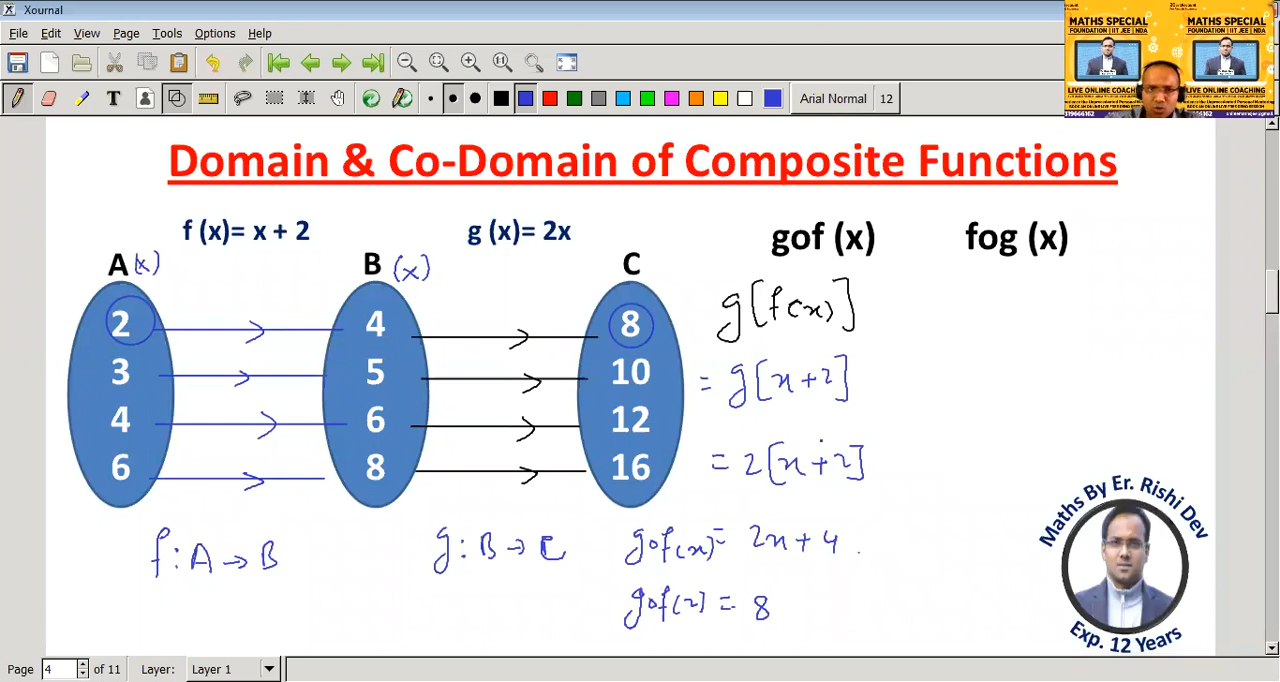 Xournal
File Edit View Page Tools Options Help
Arial Normal 12
MATHS SPECIAL
FOUNDATION | IIT JEE | NDA
LIVE ONLINE COACHING
MATHS SPECIAL
FOUNDATION | IIT JEE | NDA
LIVE ONLINE COACHING
Domain & Co-Domain of Composite Functions
f (x)= x + 2 g (x)= 2x gof (x) fog (x)
A (x) B (x) C
2 4 8
3 5 10
4 6 12
6 8 16
g[f(x)]
= g[x+2]
= 2[x+2]
f : A → B g : B → C gof(x) = 2x + 4 .
gof(2) = 8
Maths By Er. Rishi Dev
Exp. 12 Years
Page 4 of 11 Layer: Layer 1